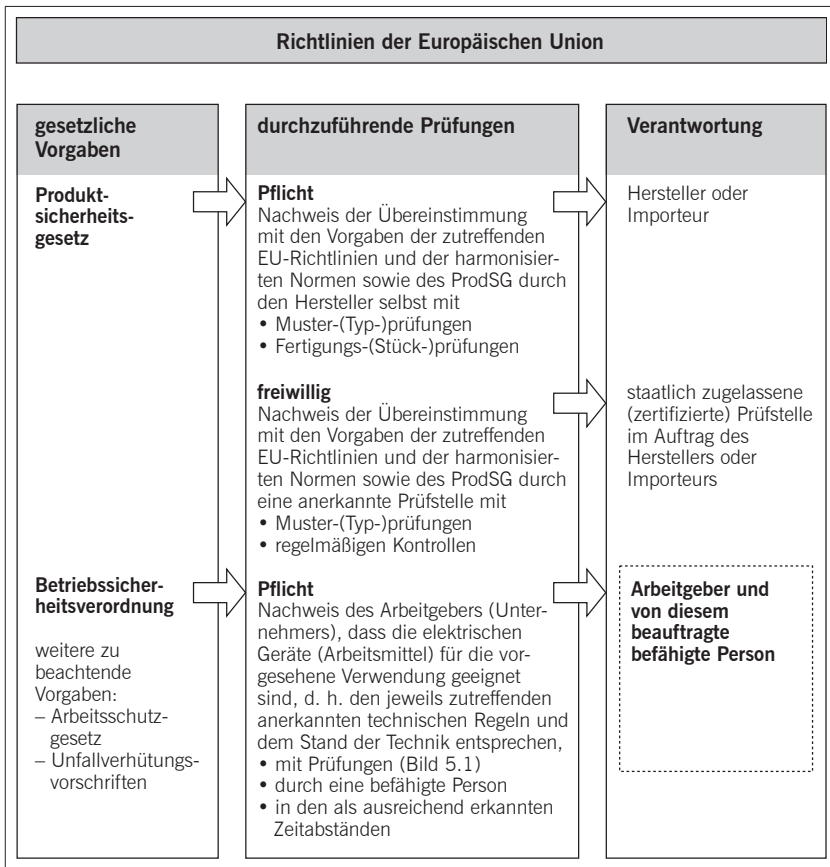 Richtlinien der Europäischen Union
gesetzliche
Vorgaben
durchzuführende Prüfungen
Verantwortung
Produkt-
sicherheits-
gesetz
Pflicht
Nachweis der Übereinstimmung
mit den Vorgaben der zutreffenden
EU-Richtlinien und der harmonisier-
ten Normen sowie des ProdSG durch
den Hersteller selbst mit
• Muster-(Typ-)prüfungen
• Fertigungs-(Stück-)prüfungen
Hersteller oder
Importeur
freiwillig
Nachweis der Übereinstimmung
mit den Vorgaben der zutreffenden
EU-Richtlinien und der harmonisier-
ten Normen sowie des ProdSG durch
eine anerkannte Prüfstelle mit
• Muster-(Typ-)prüfungen
• regelmäßigen Kontrollen
staatlich zugelassene
(zertifizierte) Prüfstelle
im Auftrag des
Herstellers oder
Importeurs
Betriebssicher-
heitsverordnung
weitere zu
beachtende
Vorgaben:
– Arbeitsschutz-
gesetz
– Unfallverhütungs-
vorschriften
Pflicht
Nachweis des Arbeitgebers (Unter-
nehmers), dass die elektrischen
Geräte (Arbeitsmittel) für die vor-
gesehene Verwendung geeignet
sind, d. h. den jeweils zutreffenden
anerkannten technischen Regeln und
dem Stand der Technik entsprechen,
• mit Prüfungen (Bild 5.1)
• durch eine befähigte Person
• in den als ausreichend erkannten
Zeitabständen
Arbeitgeber und
von diesem
beauftragte
befähigte Person